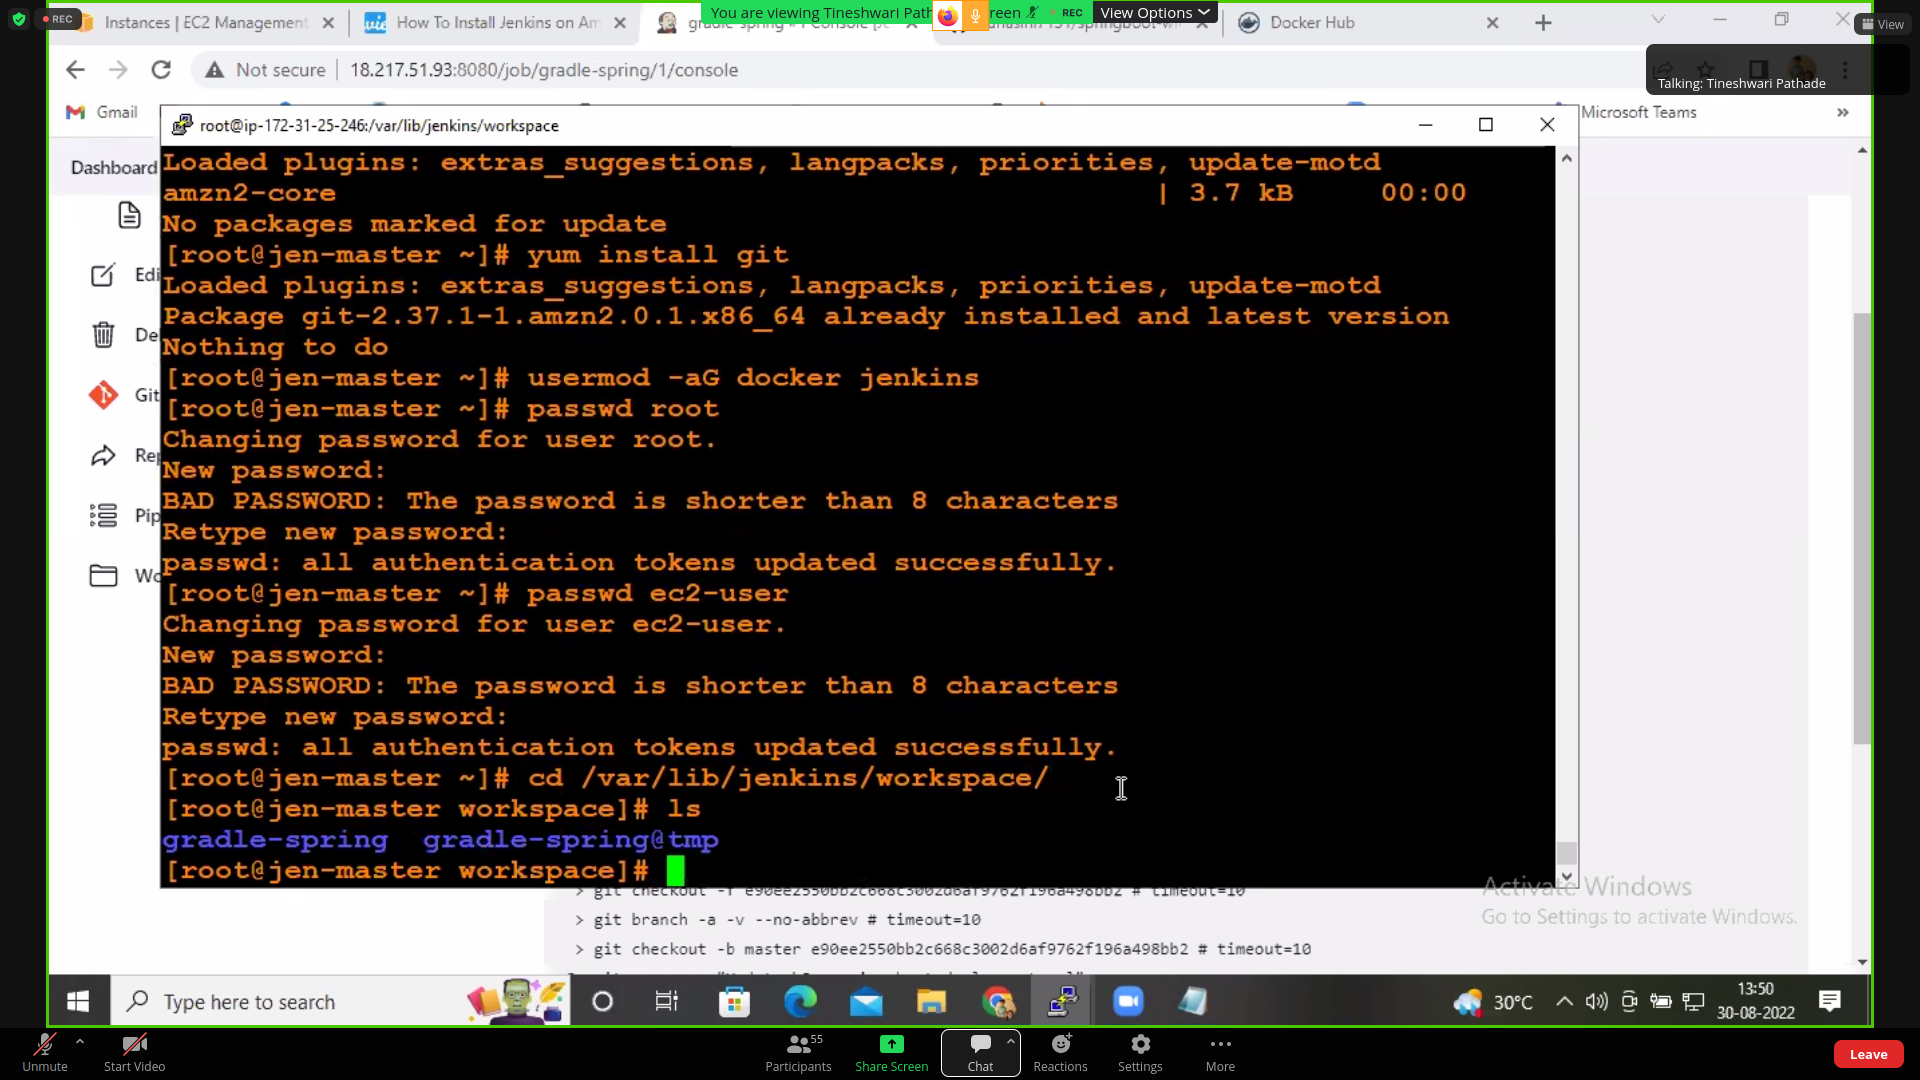 REC
Instances | EC2 Management
How To Install Jenkins on Am
You are viewing Tineshwari Path
reen
REC
View Options
Docker Hub
View
Not secure
18.217.51.93:8080/job/gradle-spring/1/console
Talking: Tineshwari Pathade
Gmail
Microsoft Teams
root@ip-172-31-25-246:/var/lib/jenkins/workspace
Dashboard
Edi
Del
Git
Rep
Pip
Wo
Loaded plugins: extras_suggestions, langpacks, priorities, update-motd
amzn2-core | 3.7 kB 00:00
No packages marked for update
[root@jen-master ~]# yum install git
Loaded plugins: extras_suggestions, langpacks, priorities, update-motd
Package git-2.37.1-1.amzn2.0.1.x86_64 already installed and latest version
Nothing to do
[root@jen-master ~]# usermod -aG docker jenkins
[root@jen-master ~]# passwd root
Changing password for user root.
New password:
BAD PASSWORD: The password is shorter than 8 characters
Retype new password:
passwd: all authentication tokens updated successfully.
[root@jen-master ~]# passwd ec2-user
Changing password for user ec2-user.
New password:
BAD PASSWORD: The password is shorter than 8 characters
Retype new password:
passwd: all authentication tokens updated successfully.
[root@jen-master ~]# cd /var/lib/jenkins/workspace/
[root@jen-master workspace]# ls
gradle-spring gradle-spring@tmp
[root@jen-master workspace]#
> git checkout -f e90ee2550bb2c668c3002d6af9762f196a498bb2 # timeout=10
> git branch -a -v --no-abbrev # timeout=10
> git checkout -b master e90ee2550bb2c668c3002d6af9762f196a498bb2 # timeout=10
Activate Windows
Go to Settings to activate Windows.
Type here to search
30°C
13:50
30-08-2022
Unmute
Start Video
Participants
55
Share Screen
Chat
Reactions
Settings
More
Leave